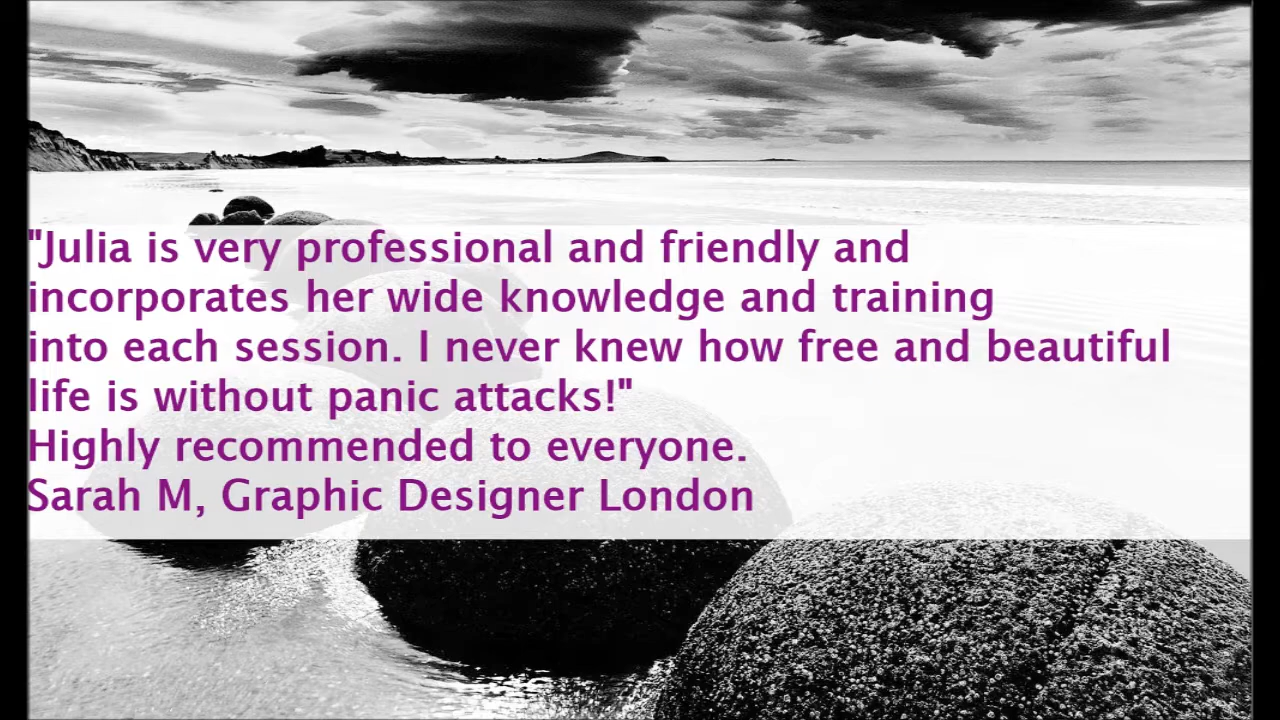 "Julia is very professional and friendly and
incorporates her wide knowledge and training
into each session. I never knew how free and beautiful
life is without panic attacks!"
Highly recommended to everyone.
Sarah M, Graphic Designer London